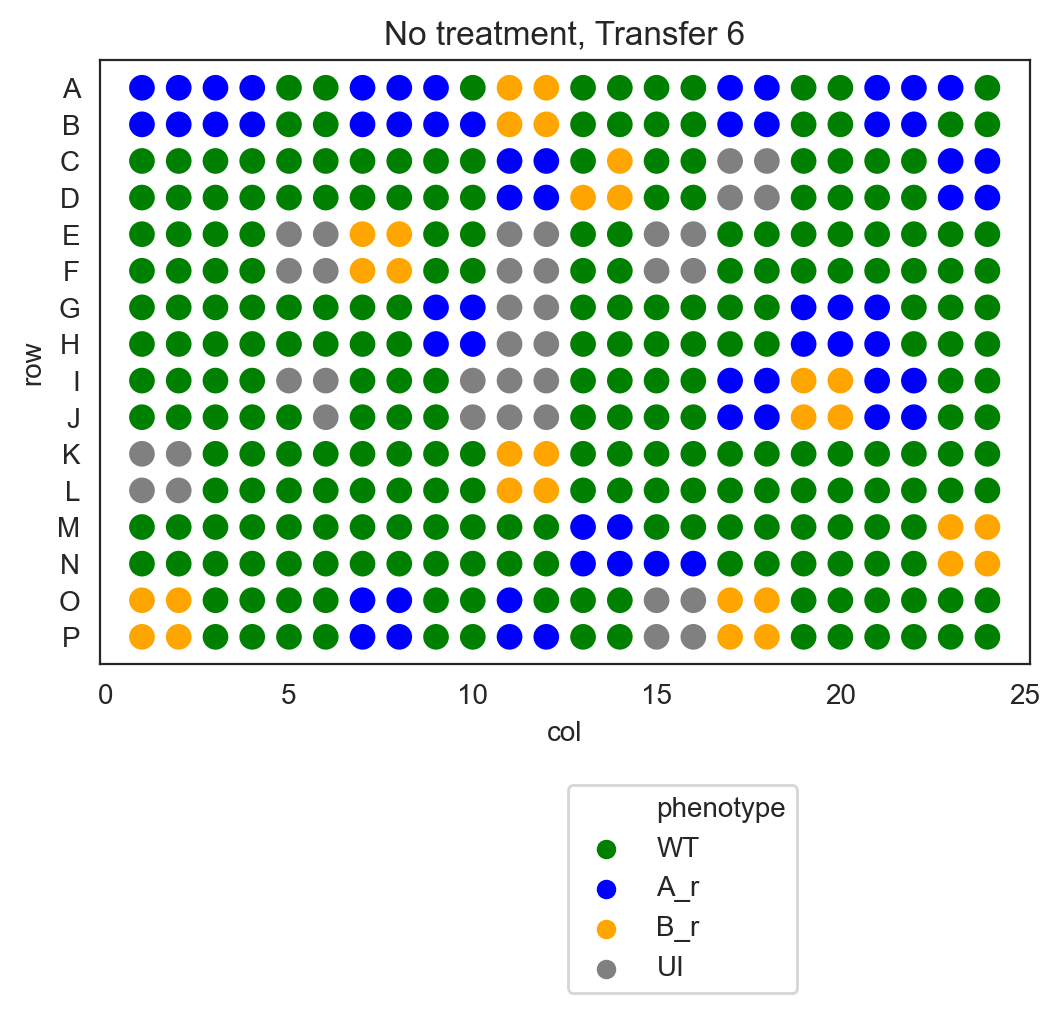 No treatment, Transfer 6
row
A
B
C
D
E
F
G
H
I
J
K
L
M
N
O
P
0 5 10 15 20 25
col
phenotype
WT
A_r
B_r
UI